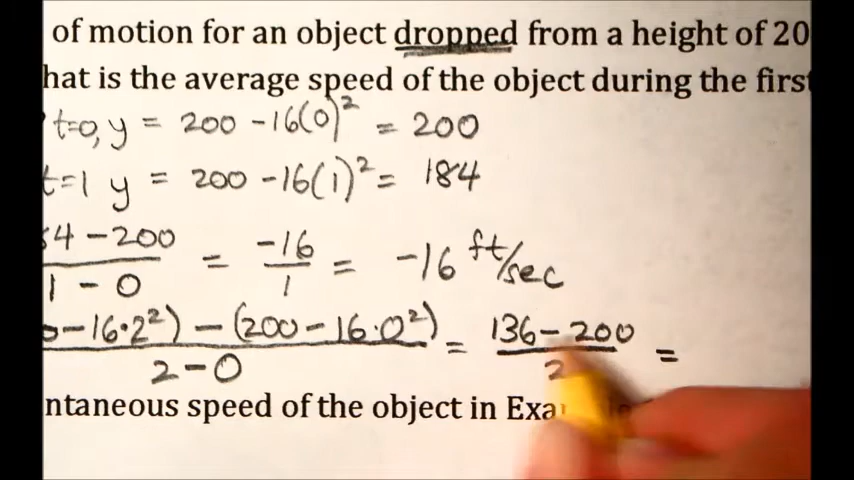 of motion for an object dropped from a height of 20
hat is the average speed of the object during the first
t=0, y = 200 -16(0)² = 200
t=1 y = 200 -16(1)² = 184
84 - 200 / 1 - 0 = -16 / 1 = -16 ft/sec
0 - 16·2²) - (200 - 16·0²) / 2 - 0 = 136 - 200 / 2 =
ntaneous speed of the object in Exa